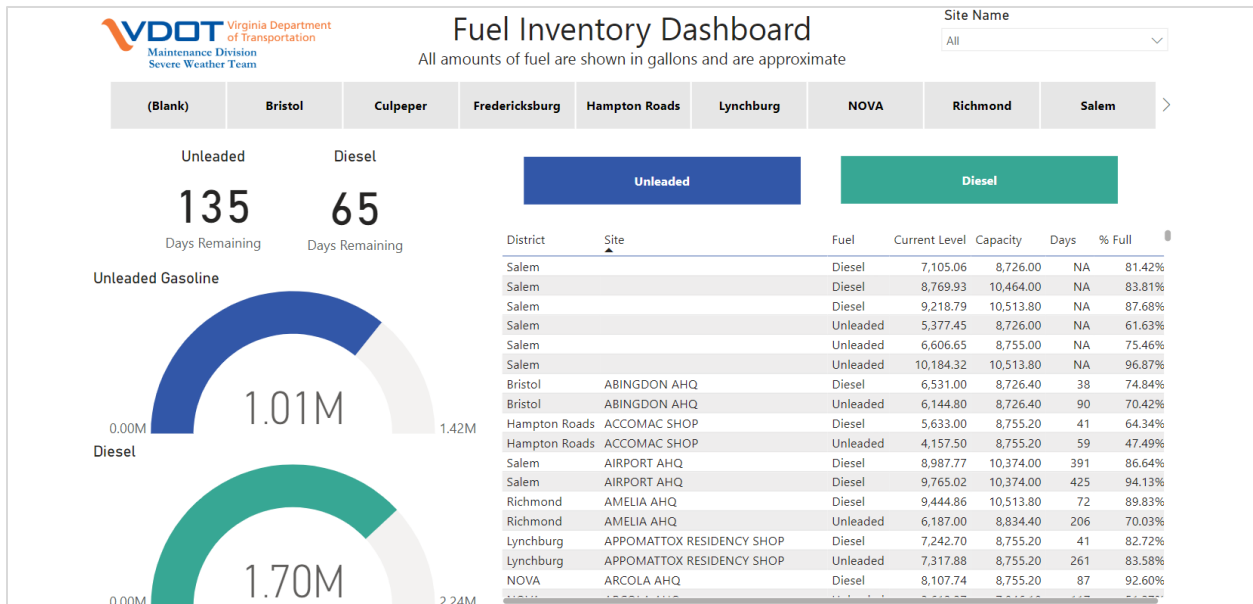 VDOT Virginia Department
of Transportation
Maintenance Division
Severe Weather Team
Fuel Inventory Dashboard
All amounts of fuel are shown in gallons and are approximate
Site Name
All
(Blank) Bristol Culpeper Fredericksburg Hampton Roads Lynchburg NOVA Richmond Salem
Unleaded Diesel
135 65
Days Remaining Days Remaining
Unleaded Gasoline
1.01M
0.00M 1.42M
Diesel
1.70M
0.00M 2.24M
Unleaded Diesel
District Site Fuel Current Level Capacity Days % Full
Salem Diesel 7,105.06 8,726.00 NA 81.42%
Salem Diesel 8,769.93 10,464.00 NA 83.81%
Salem Diesel 9,218.79 10,513.80 NA 87.68%
Salem Unleaded 5,377.45 8,726.00 NA 61.63%
Salem Unleaded 6,606.65 8,755.00 NA 75.46%
Salem Unleaded 10,184.32 10,513.80 NA 96.87%
Bristol ABINGDON AHQ Diesel 6,531.00 8,726.40 38 74.84%
Bristol ABINGDON AHQ Unleaded 6,144.80 8,726.40 90 70.42%
Hampton Roads ACCOMAC SHOP Diesel 5,633.00 8,755.20 41 64.34%
Hampton Roads ACCOMAC SHOP Unleaded 4,157.50 8,755.20 59 47.49%
Salem AIRPORT AHQ Diesel 8,987.77 10,374.00 391 86.64%
Salem AIRPORT AHQ Diesel 9,765.02 10,374.00 425 94.13%
Richmond AMELIA AHQ Diesel 9,444.86 10,513.80 72 89.83%
Richmond AMELIA AHQ Unleaded 6,187.00 8,834.40 206 70.03%
Lynchburg APPOMATTOX RESIDENCY SHOP Diesel 7,242.70 8,755.20 41 82.72%
Lynchburg APPOMATTOX RESIDENCY SHOP Unleaded 7,317.88 8,755.20 261 83.58%
NOVA ARCOLA AHQ Diesel 8,107.74 8,755.20 87 92.60%